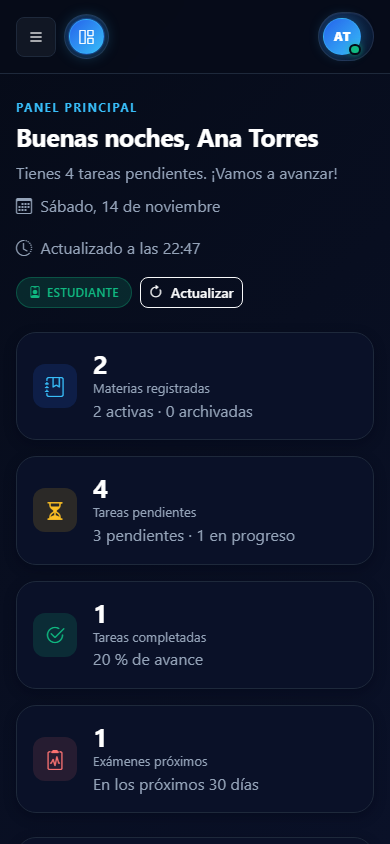 AT
PANEL PRINCIPAL
Buenas noches, Ana Torres
Tienes 4 tareas pendientes. ¡Vamos a avanzar!
Sábado, 14 de noviembre
Actualizado a las 22:47
ESTUDIANTE
Actualizar
2
Materias registradas
2 activas · 0 archivadas
4
Tareas pendientes
3 pendientes · 1 en progreso
1
Tareas completadas
20 % de avance
1
Exámenes próximos
En los próximos 30 días